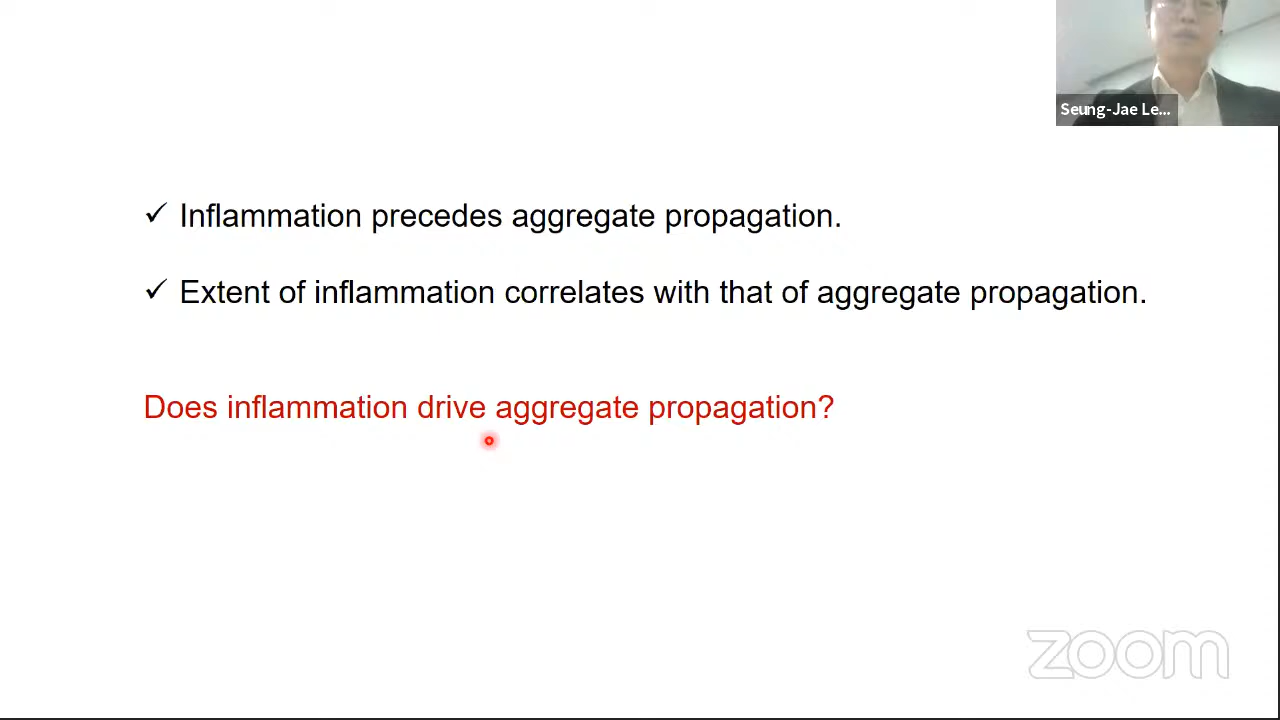 Seung-Jae Le...
✓ Inflammation precedes aggregate propagation.
✓ Extent of inflammation correlates with that of aggregate propagation.
Does inflammation drive aggregate propagation?
zoom